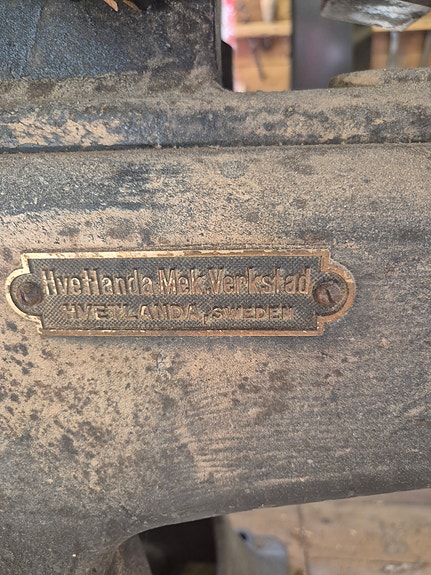 Hvetlanda Mek. Verkstad
HVETLANDA, SWEDEN